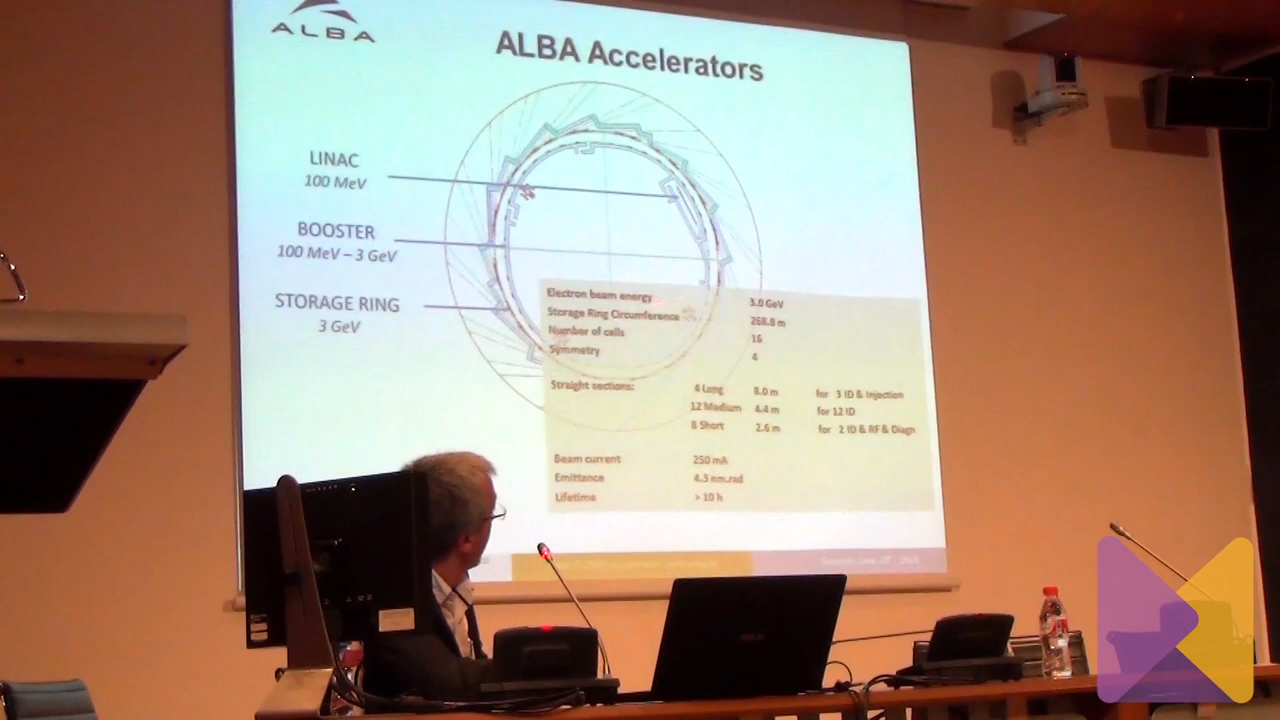 ALBA
ALBA Accelerators
LINAC
100 MeV
BOOSTER
100 MeV – 3 GeV
STORAGE RING
3 GeV
Electron beam energy 3.0 GeV
Storage Ring Circumference 268.8 m
Number of cells 16
Symmetry 4
Straight sections: 4 Long 8.0 m for 3 ID & Injection
12 Medium 4.4 m for 12 ID
8 Short 2.6 m for 2 ID & RF & Diagn
Beam current 250 mA
Emittance 4.3 nm.rad
Lifetime > 10 h
ASUS